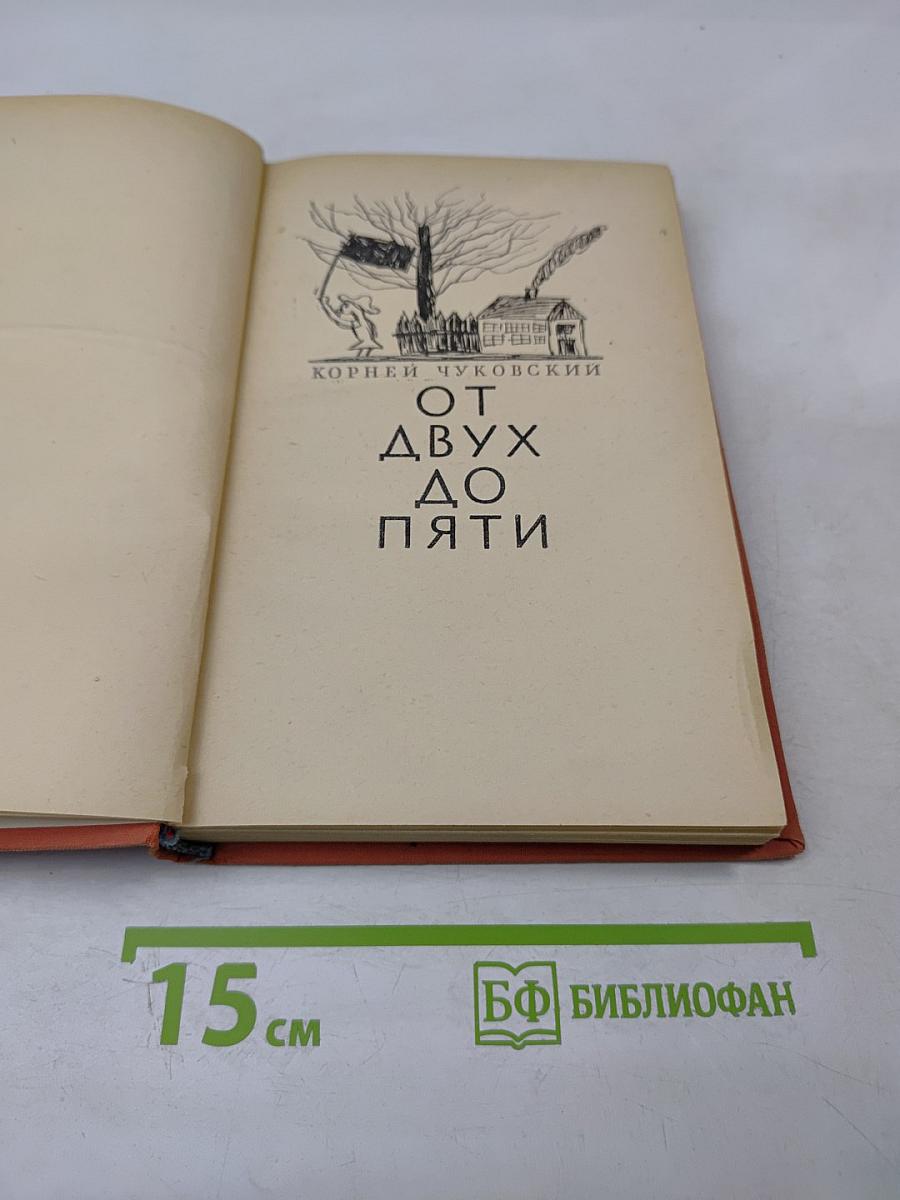 КОРНЕЙ ЧУКОВСКИЙ
ОТ
ДВУХ
ДО
ПЯТИ
15 см
БФ БИБЛИОФАН